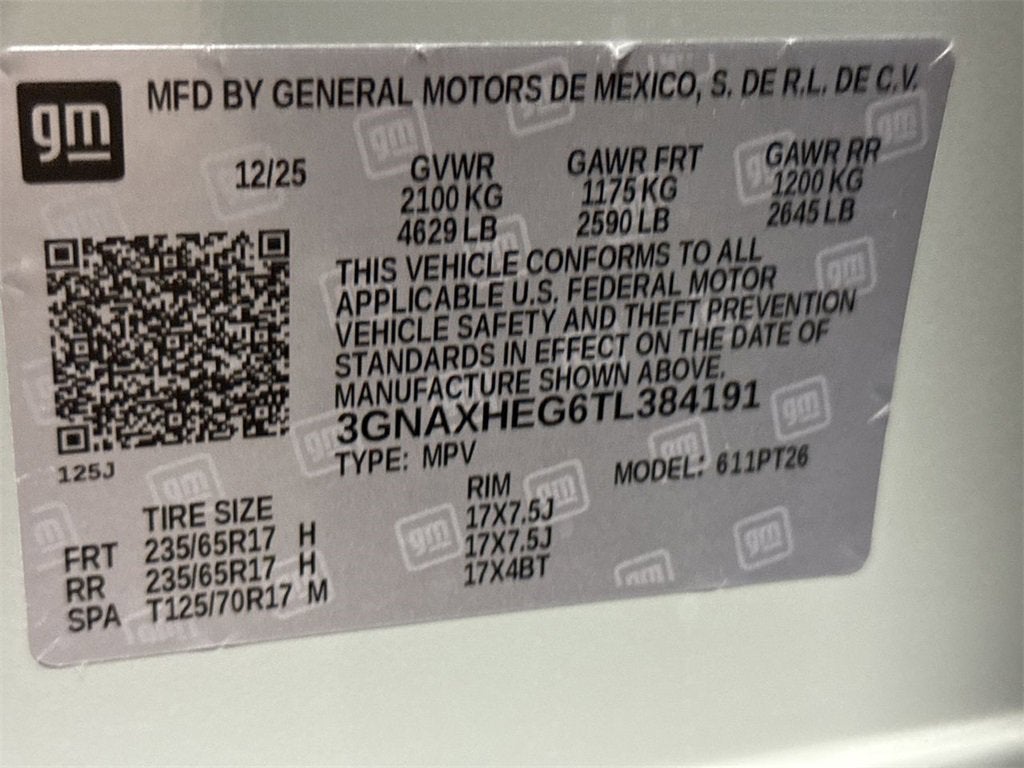 gm
MFD BY GENERAL MOTORS DE MEXICO, S. DE R.L. DE C.V.
12/25 GVWR GAWR FRT GAWR RR
2100 KG 1175 KG 1200 KG
4629 LB 2590 LB 2645 LB
THIS VEHICLE CONFORMS TO ALL
APPLICABLE U.S. FEDERAL MOTOR
VEHICLE SAFETY AND THEFT PREVENTION
STANDARDS IN EFFECT ON THE DATE OF
MANUFACTURE SHOWN ABOVE.
3GNAXHEG6TL384191
125J
TYPE: MPV MODEL: 611PT26
TIRE SIZE RIM
FRT 235/65R17 H 17X7.5J
RR 235/65R17 H 17X7.5J
SPA T125/70R17 M 17X4BT